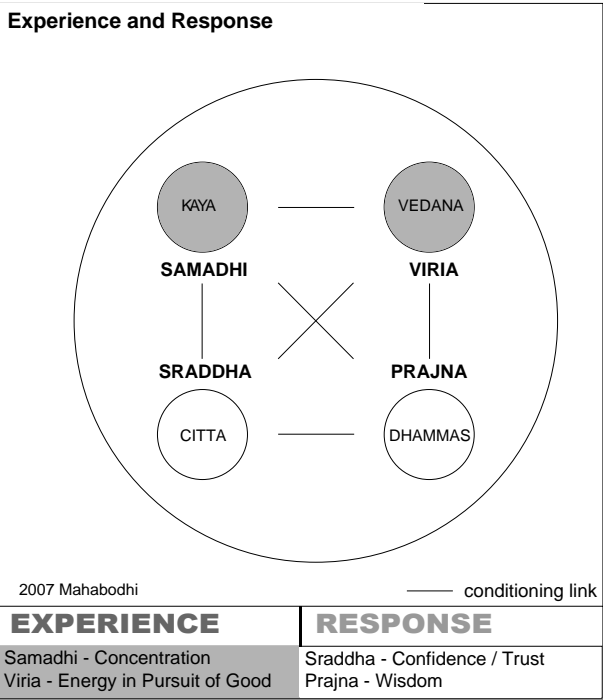 Experience and Response
KAYA
VEDANA
SAMADHI
VIRIA
SRADDHA
PRAJNA
CITTA
DHAMMAS
2007 Mahabodhi
conditioning link
EXPERIENCE
RESPONSE
Samadhi - Concentration
Viria - Energy in Pursuit of Good
Sraddha - Confidence / Trust
Prajna - Wisdom